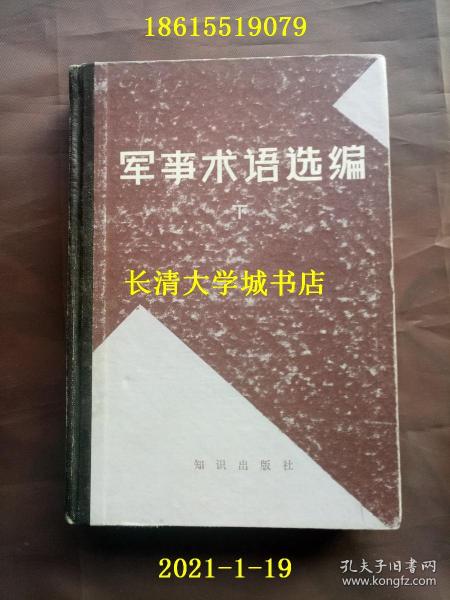 18615519079
军事术语选编
下
长清大学城书店
知识出版社
2021-1-19
孔夫子旧书网
www.kongfz.com